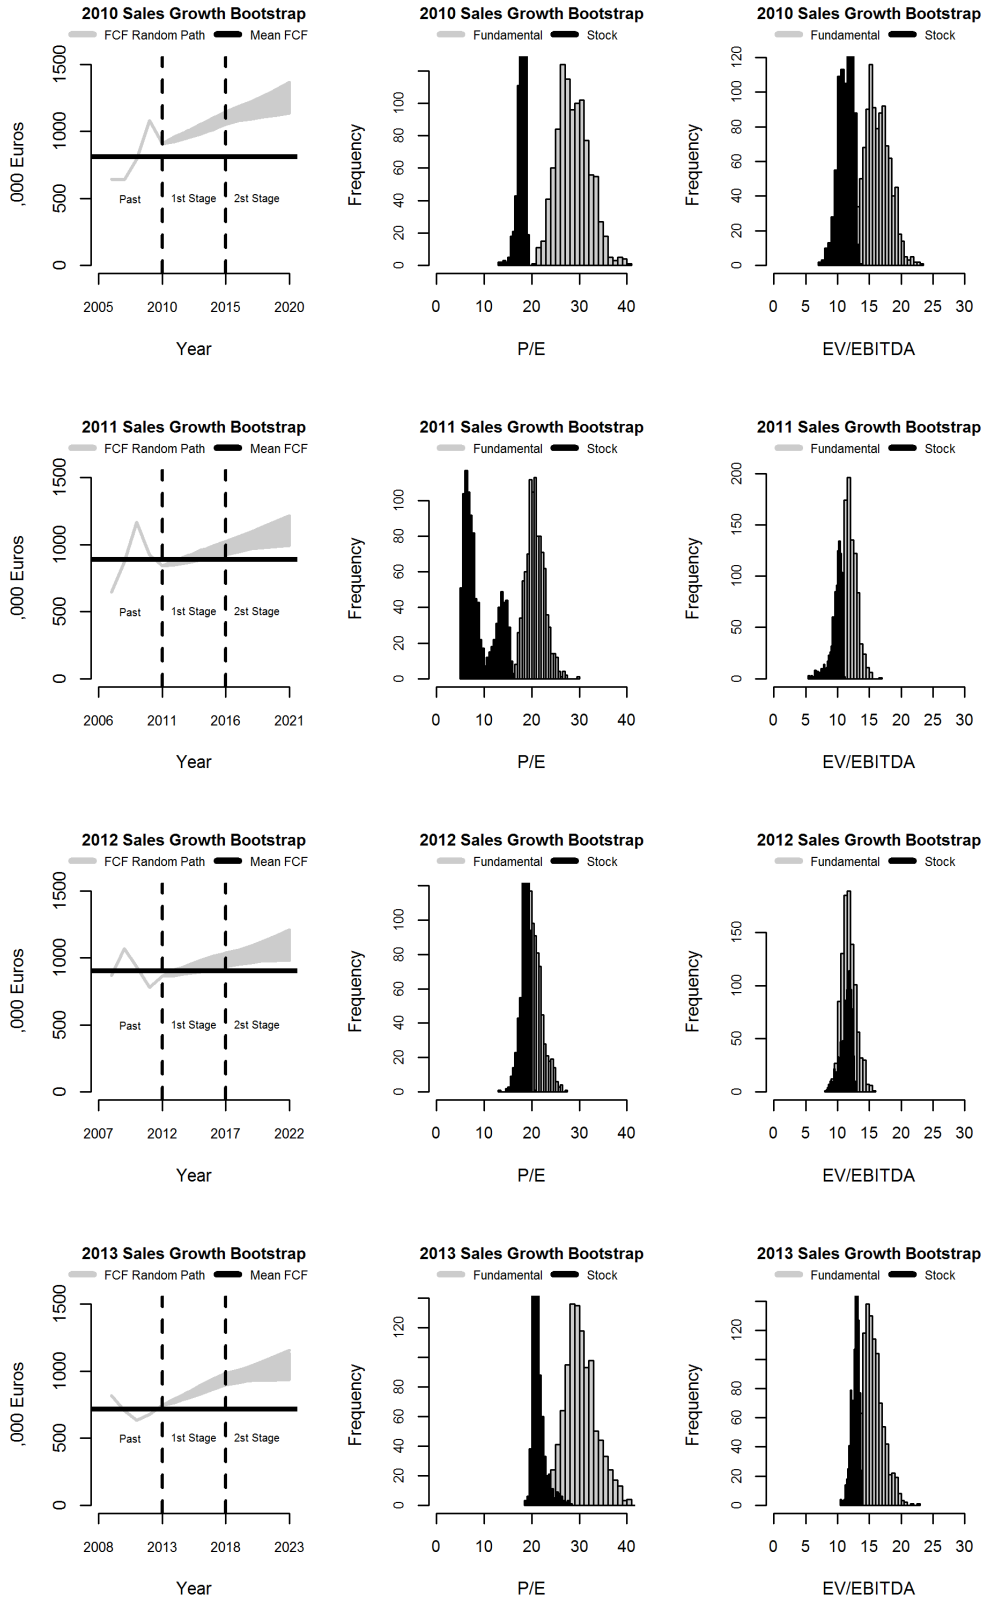 2010 Sales Growth Bootstrap
FCF Random Path Mean FCF
,000 Euros
0 500 1000 1500
Past 1st Stage 2st Stage
2005 2010 2015 2020
Year
2010 Sales Growth Bootstrap
Fundamental Stock
Frequency
0 20 40 60 80 100
0 10 20 30 40
P/E
2010 Sales Growth Bootstrap
Fundamental Stock
Frequency
0 20 40 60 80 100 120
0 5 10 15 20 25 30
EV/EBITDA
2011 Sales Growth Bootstrap
FCF Random Path Mean FCF
,000 Euros
0 500 1000 1500
Past 1st Stage 2st Stage
2006 2011 2016 2021
Year
2011 Sales Growth Bootstrap
Fundamental Stock
Frequency
0 20 40 60 80 100
0 10 20 30 40
P/E
2011 Sales Growth Bootstrap
Fundamental Stock
Frequency
0 50 100 150 200
0 5 10 15 20 25 30
EV/EBITDA
2012 Sales Growth Bootstrap
FCF Random Path Mean FCF
,000 Euros
0 500 1000 1500
Past 1st Stage 2st Stage
2007 2012 2017 2022
Year
2012 Sales Growth Bootstrap
Fundamental Stock
Frequency
0 20 40 60 80 100
0 10 20 30 40
P/E
2012 Sales Growth Bootstrap
Fundamental Stock
Frequency
0 50 100 150
0 5 10 15 20 25 30
EV/EBITDA
2013 Sales Growth Bootstrap
FCF Random Path Mean FCF
,000 Euros
0 500 1000 1500
Past 1st Stage 2st Stage
2008 2013 2018 2023
Year
2013 Sales Growth Bootstrap
Fundamental Stock
Frequency
0 20 40 60 80 120
0 10 20 30 40
P/E
2013 Sales Growth Bootstrap
Fundamental Stock
Frequency
0 20 40 60 80 120
0 5 10 15 20 25 30
EV/EBITDA